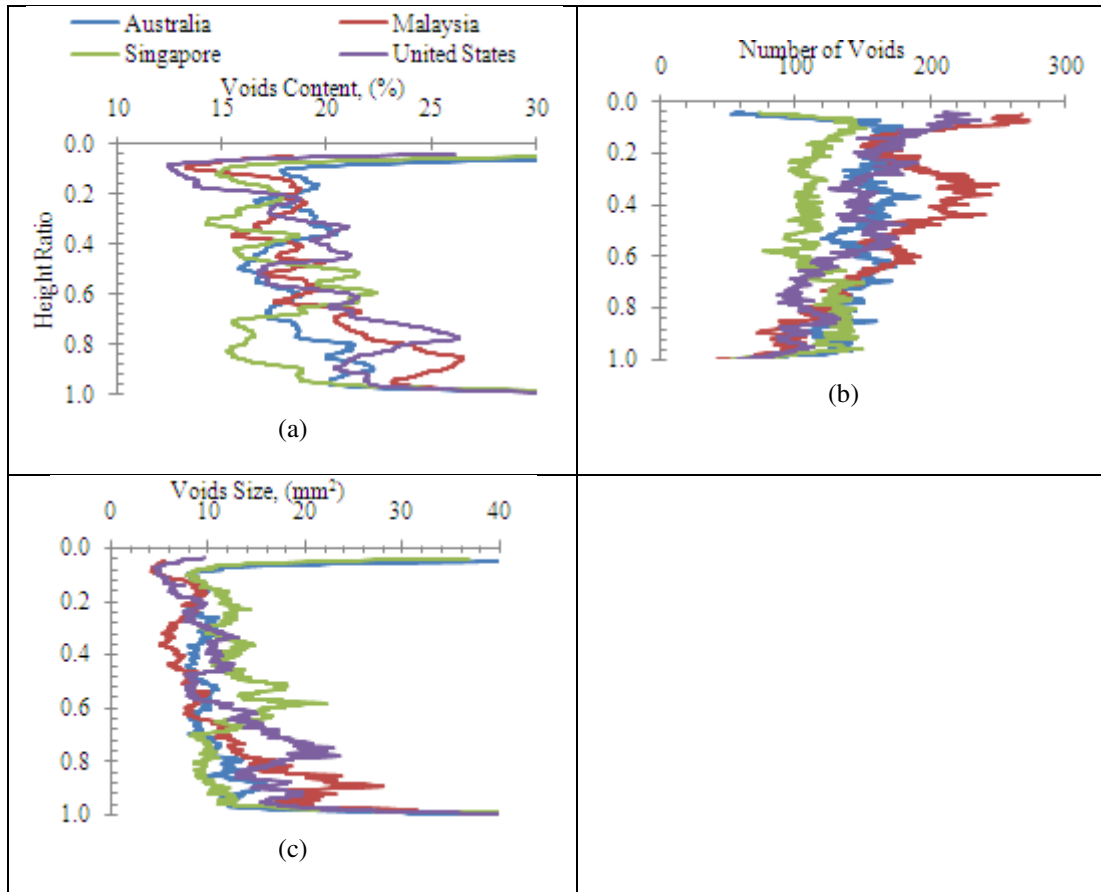 Australia Malaysia
Singapore United States
Voids Content, (%)
10 15 20 25 30
Height Ratio
0.0
0.2
0.4
0.6
0.8
1.0
(a)
Number of Voids
0 100 200 300
0.0
0.2
0.4
0.6
0.8
1.0
(b)
Voids Size, (mm²)
0 10 20 30 40
0.0
0.2
0.4
0.6
0.8
1.0
(c)